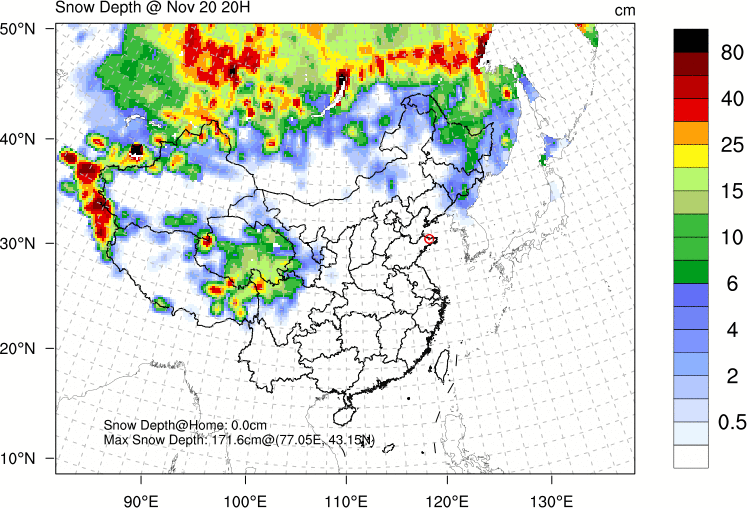 Snow Depth @ Nov 20 20H
cm
50°N
40°N
30°N
20°N
10°N
90°E
100°E
110°E
120°E
130°E
Snow Depth@Home: 0.0cm
Max Snow Depth: 171.6cm@(77.05E, 43.15N)
80
40
25
15
10
6
4
2
0.5